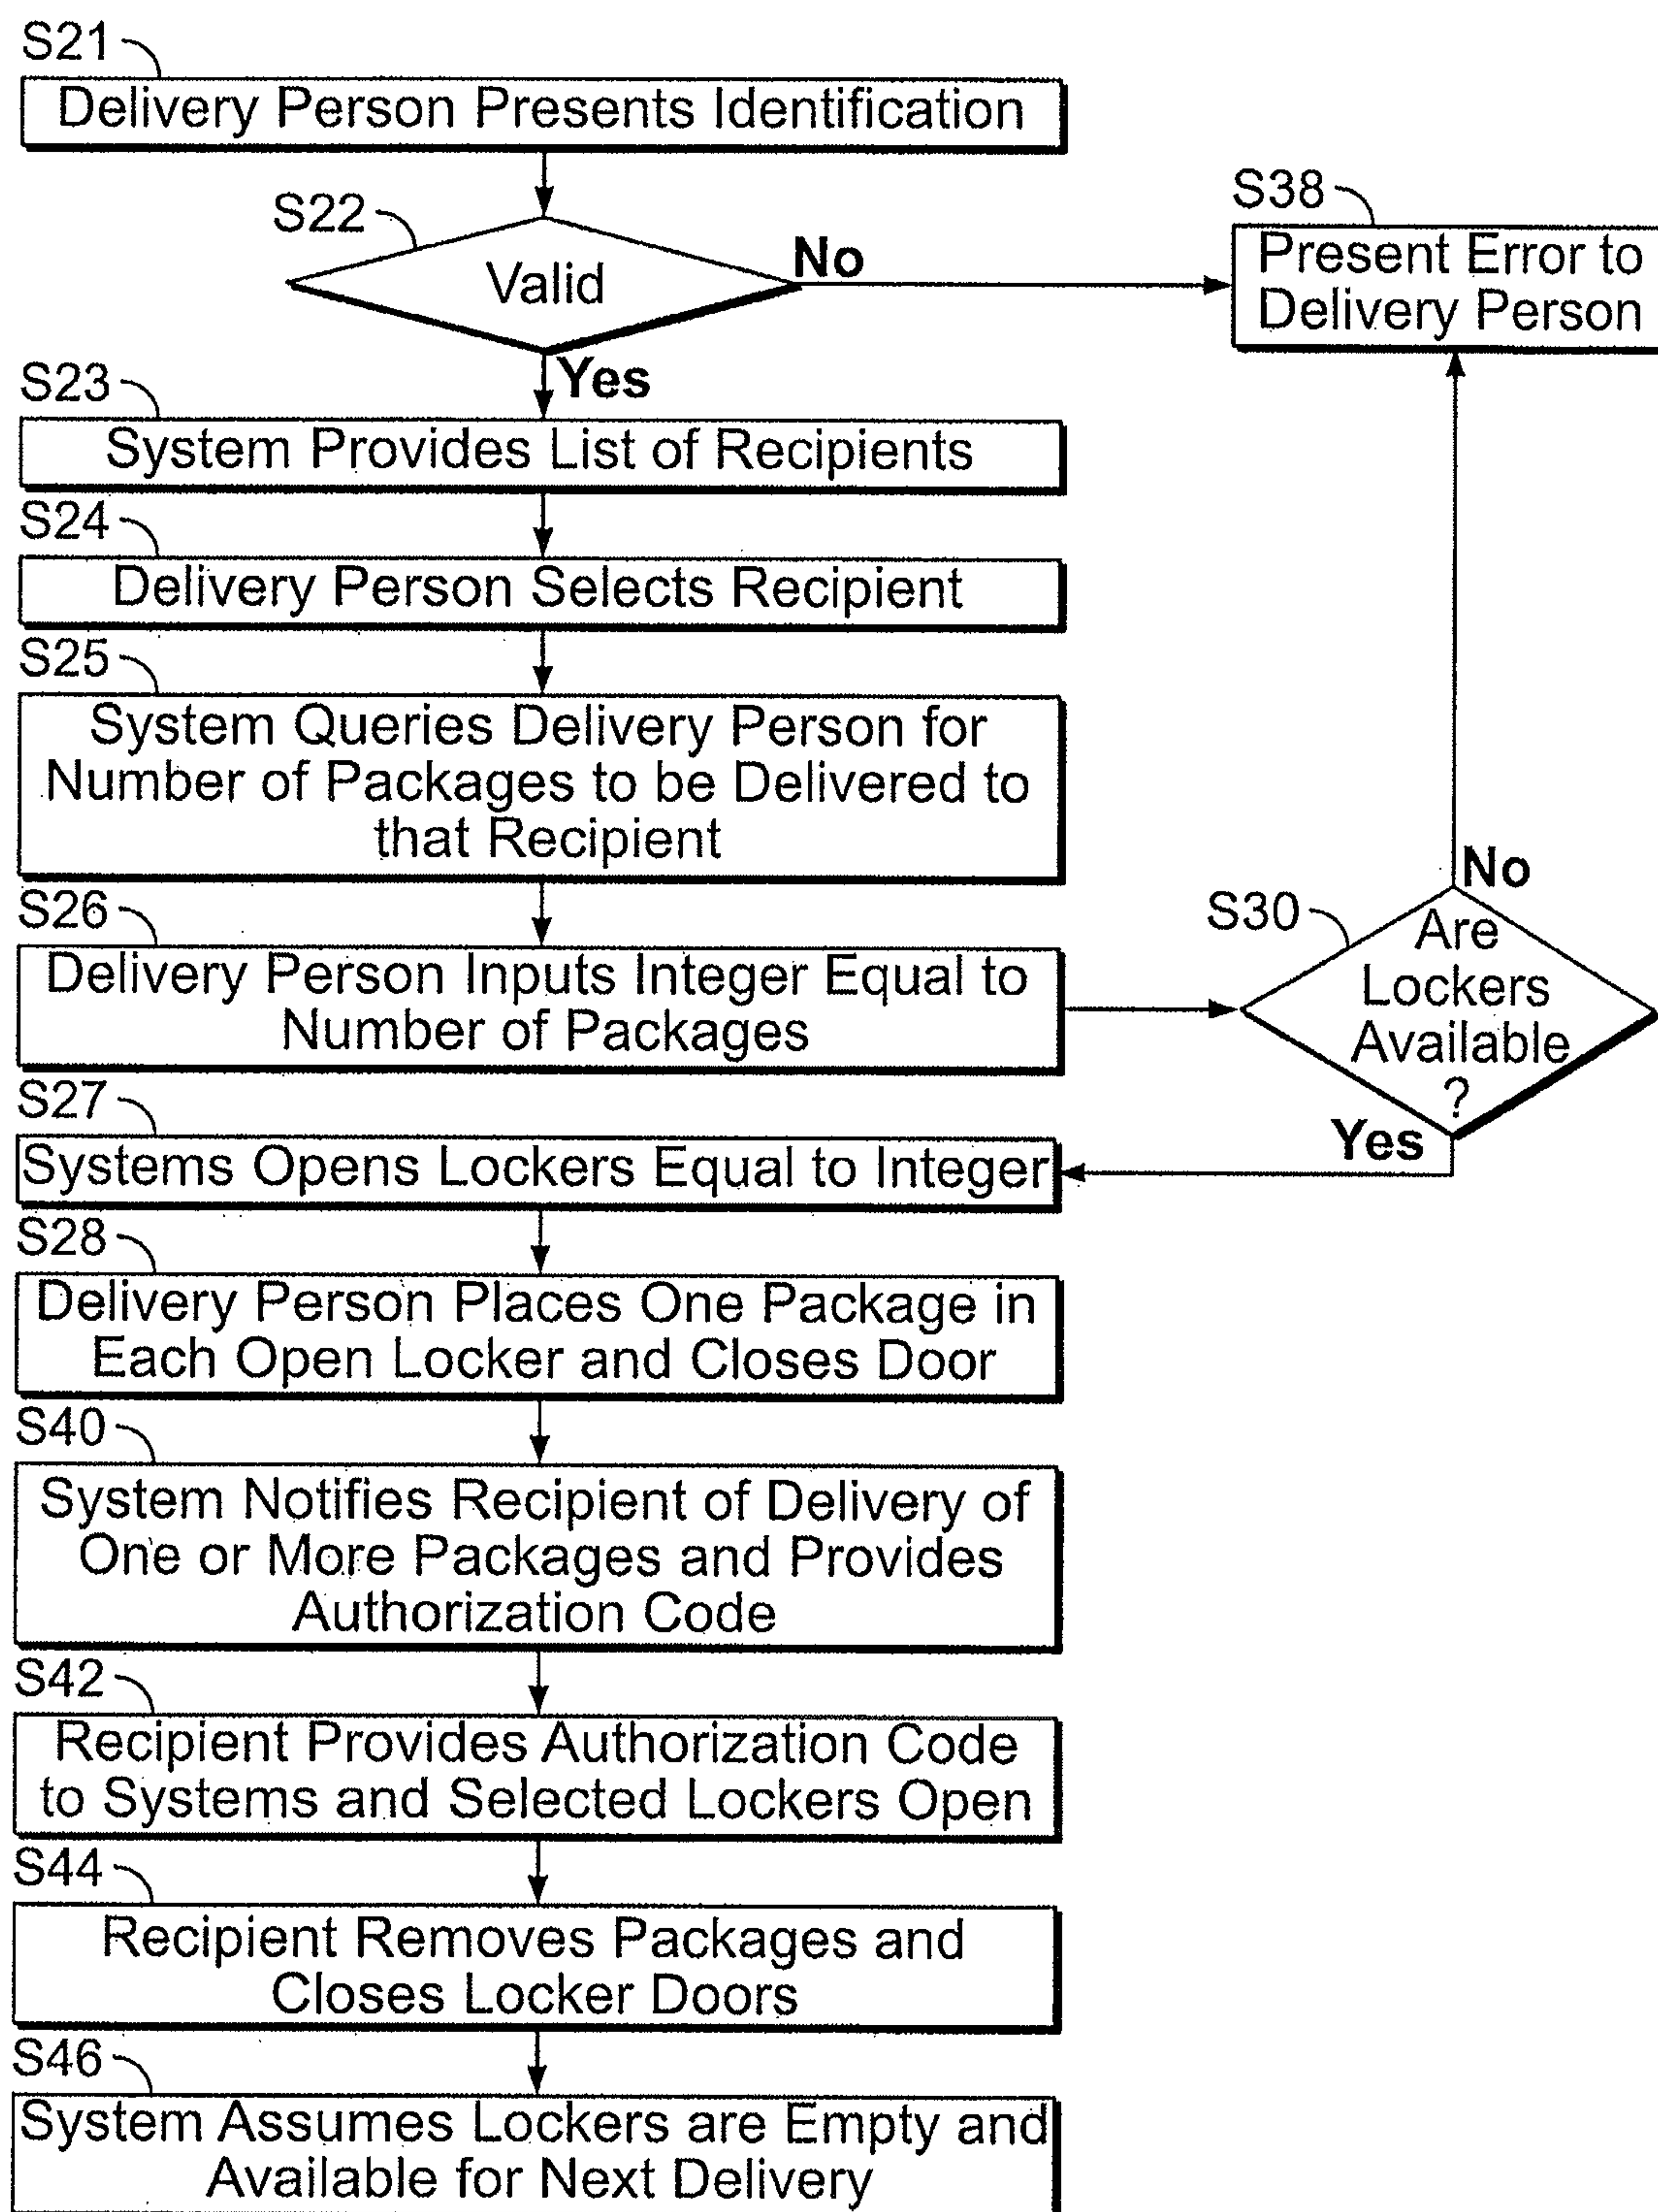 S21
Delivery Person Presents Identification
S22
Valid
No
S38
Present Error to
Delivery Person
Yes
S23
System Provides List of Recipients
S24
Delivery Person Selects Recipient
S25
System Queries Delivery Person for
Number of Packages to be Delivered to
that Recipient
S26
Delivery Person Inputs Integer Equal to
Number of Packages
S30
Are
Lockers
Available
?
No
Yes
S27
Systems Opens Lockers Equal to Integer
S28
Delivery Person Places One Package in
Each Open Locker and Closes Door
S40
System Notifies Recipient of Delivery of
One or More Packages and Provides
Authorization Code
S42
Recipient Provides Authorization Code
to Systems and Selected Lockers Open
S44
Recipient Removes Packages and
Closes Locker Doors
S46
System Assumes Lockers are Empty and
Available for Next Delivery